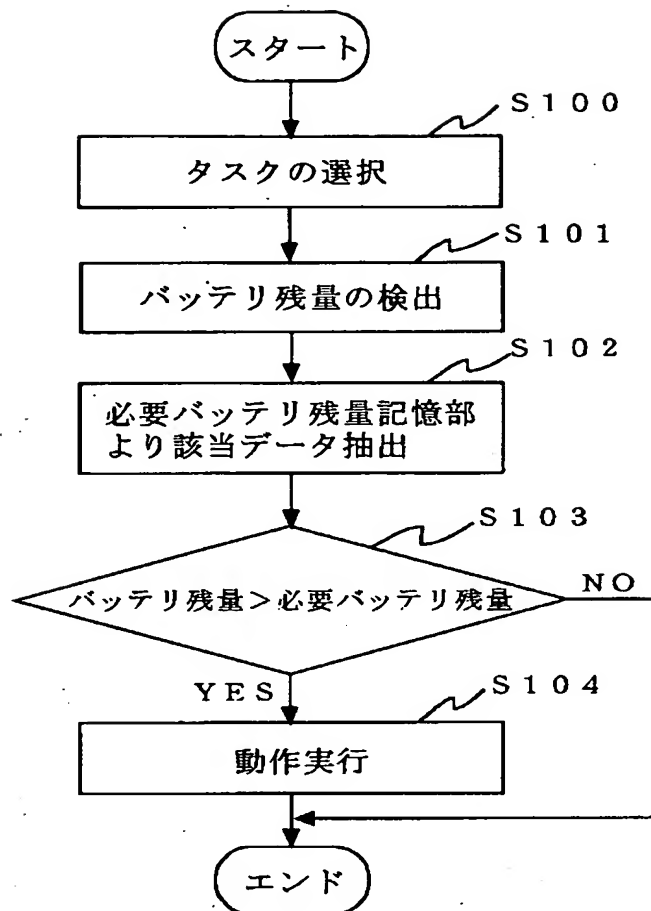 スタート
S100
タスクの選択
S101
バッテリ残量の検出
S102
必要バッテリ残量記憶部
より該当データ抽出
S103
バッテリ残量>必要バッテリ残量
NO
YES
S104
動作実行
エンド